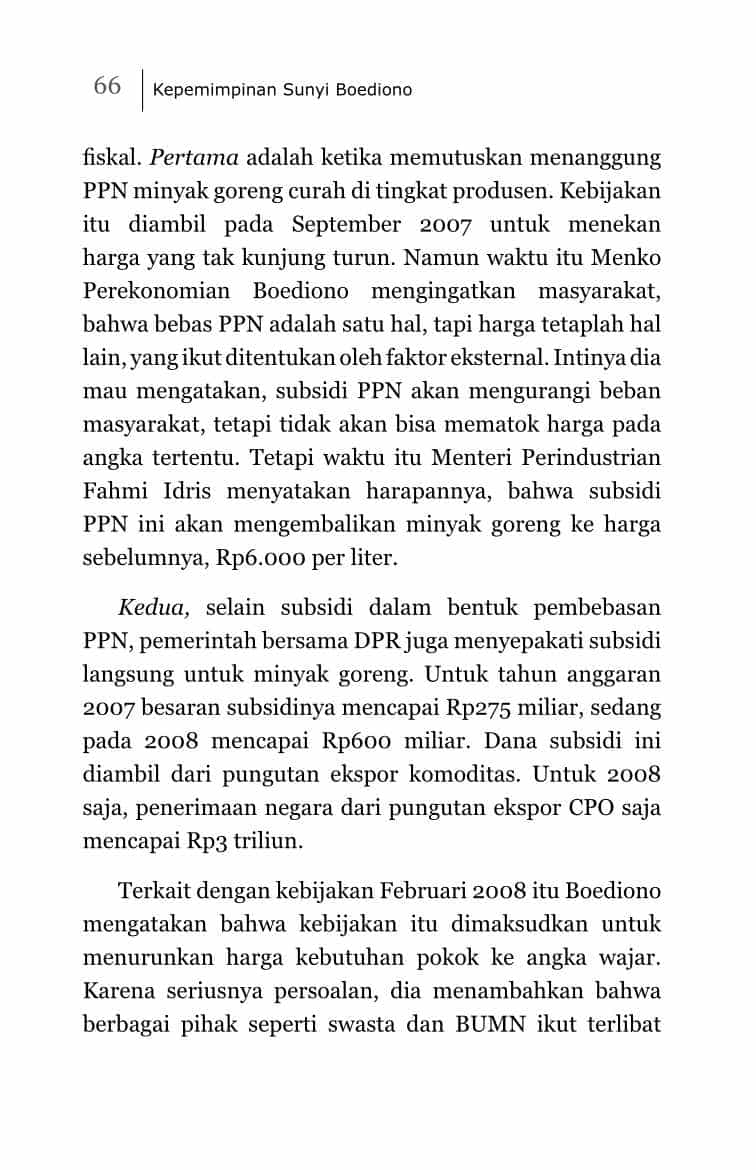 66
Kepemimpinan Sunyi Boediono
fiskal. Pertama adalah ketika memutuskan menanggung
PPN minyak goreng curah di tingkat produsen. Kebijakan
itu diambil pada September 2007 untuk menekan
harga yang tak kunjung turun. Namun waktu itu Menko
Perekonomian Boediono mengingatkan masyarakat,
bahwa bebas PPN adalah satu hal, tapi harga tetaplah hal
lain, yang ikut ditentukan oleh faktor eksternal. Intinya dia
mau mengatakan, subsidi PPN akan mengurangi beban
masyarakat, tetapi tidak akan bisa mematok harga pada
angka tertentu. Tetapi waktu itu Menteri Perindustrian
Fahmi Idris menyatakan harapannya, bahwa subsidi
PPN ini akan mengembalikan minyak goreng ke harga
sebelumnya, Rp6.000 per liter.
Kedua, selain subsidi dalam bentuk pembebasan
PPN, pemerintah bersama DPR juga menyepakati subsidi
langsung untuk minyak goreng. Untuk tahun anggaran
2007 besaran subsidinya mencapai Rp275 miliar, sedang
pada 2008 mencapai Rp600 miliar. Dana subsidi ini
diambil dari pungutan ekspor komoditas. Untuk 2008
saja, penerimaan negara dari pungutan ekspor CPO saja
mencapai Rp3 triliun.
Terkait dengan kebijakan Februari 2008 itu Boediono
mengatakan bahwa kebijakan itu dimaksudkan untuk
menurunkan harga kebutuhan pokok ke angka wajar.
Karena seriusnya persoalan, dia menambahkan bahwa
berbagai pihak seperti swasta dan BUMN ikut terlibat